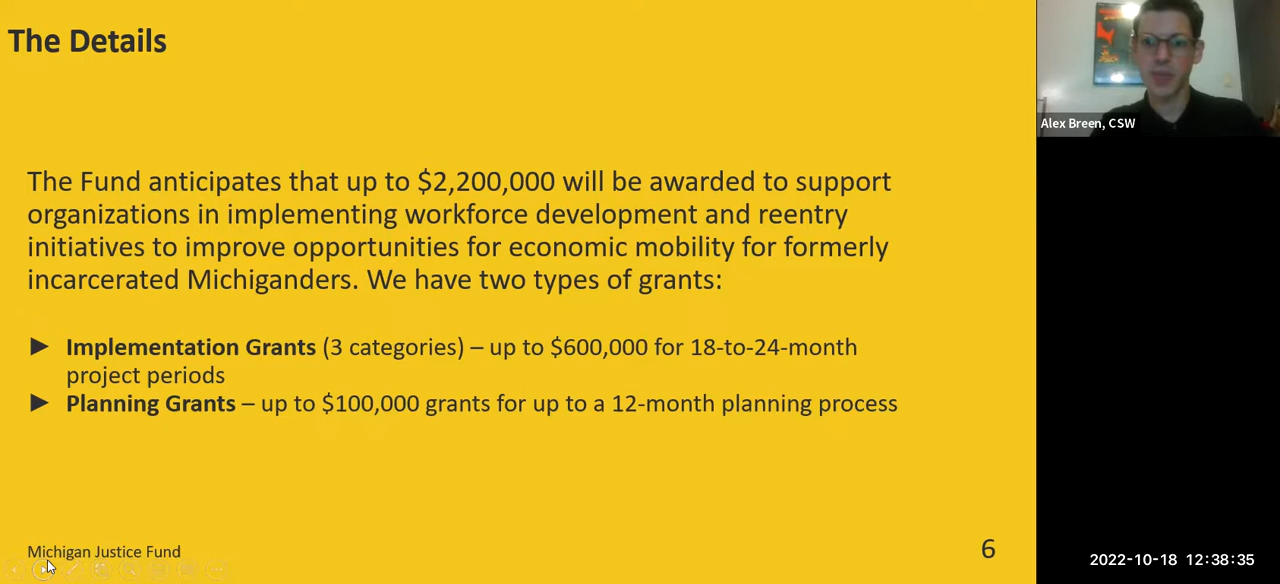 The Details
The Fund anticipates that up to $2,200,000 will be awarded to support
organizations in implementing workforce development and reentry
initiatives to improve opportunities for economic mobility for formerly
incarcerated Michiganders. We have two types of grants:
► Implementation Grants (3 categories) – up to $600,000 for 18-to-24-month
project periods
► Planning Grants – up to $100,000 grants for up to a 12-month planning process
Michigan Justice Fund
6
Alex Breen, CSW
2022-10-18 12:38:35